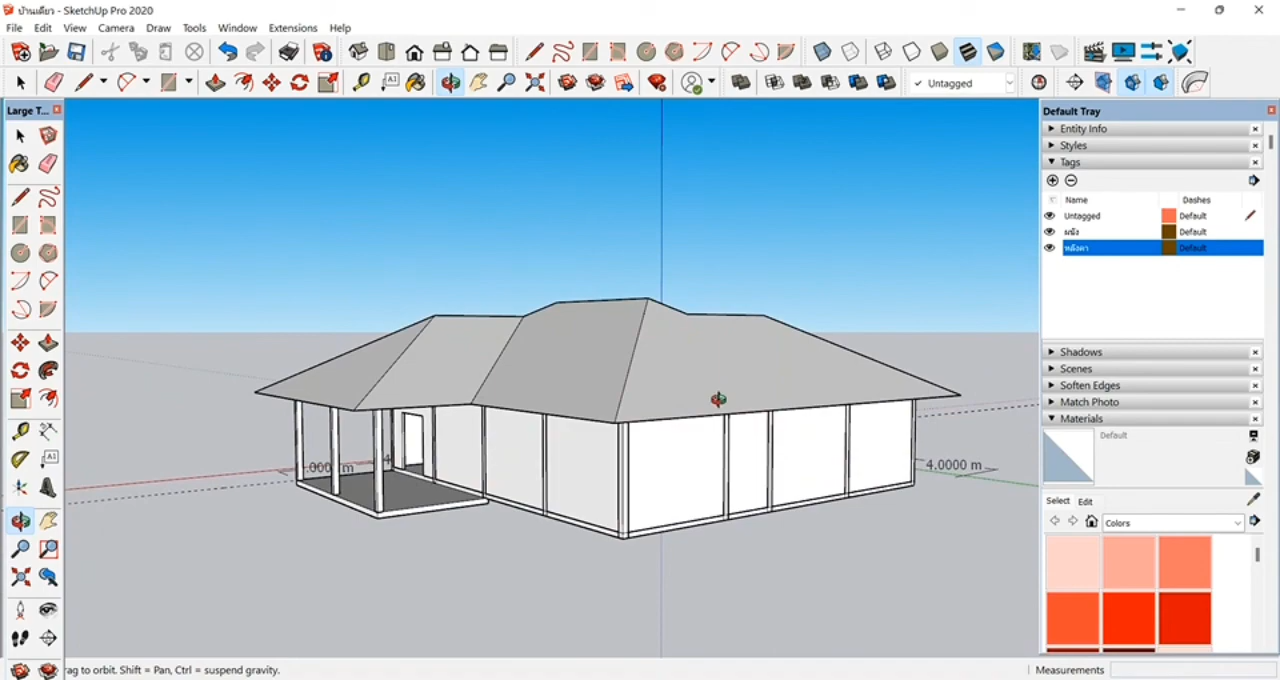 บ้านเดี่ยว - SketchUp Pro 2020
File Edit View Camera Draw Tools Window Extensions Help
Untagged
Large T...
Default Tray
Entity Info
Styles
Tags
Name Dashes
Untagged Default
ผนัง Default
หลังคา Default
Shadows
Scenes
Soften Edges
Match Photo
Materials
Default
.000 m
4
4.0000 m
Select Edit
Colors
rag to orbit. Shift = Pan, Ctrl = suspend gravity.
Measurements